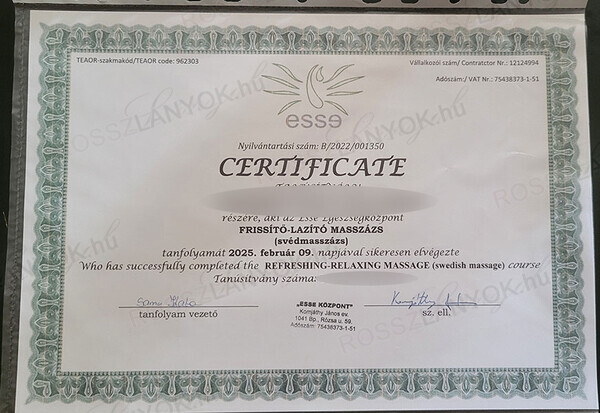 TEAOR-szakmakód/TEAOR code: 962303
Vállalkozói szám/ Contratctor Nr.: 12124994
Adószám:/ VAT Nr.: 75438373-1-51
esse
Nyilvántartási szám: B/2022/001350
CERTIFICATE
részére, aki az Esse Egészségközpont
FRISSÍTŐ-LAZÍTÓ MASSZÁZS
(svédmasszázs)
tanfolyamát 2025. február 09. napjával sikeresen elvégezte
Who has successfully completed the REFRESHING-RELAXING MASSAGE (swedish massage) course
Tanúsítvány száma:
tanfolyam vezető
„ESSE KÖZPONT"
Komjáthy János ev.
1041 Bp., Rózsa u. 59.
Adószám: 75438373-1-51
sz. ell.
ROSSZLANYOK.hu